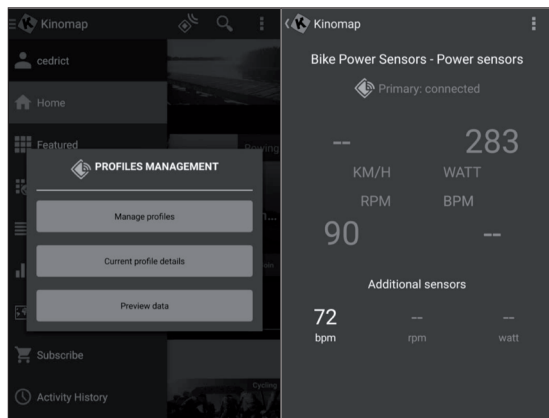 Kinomap
cedrict
Home
Featured
Rowing
PROFILES MANAGEMENT
Manage profiles
Current profile details
Preview data
Subscribe
Activity History
Cycling
Kinomap
Bike Power Sensors - Power sensors
Primary: connected
-- 283
KM/H WATT
RPM BPM
90 --
Additional sensors
72 -- --
bpm rpm watt